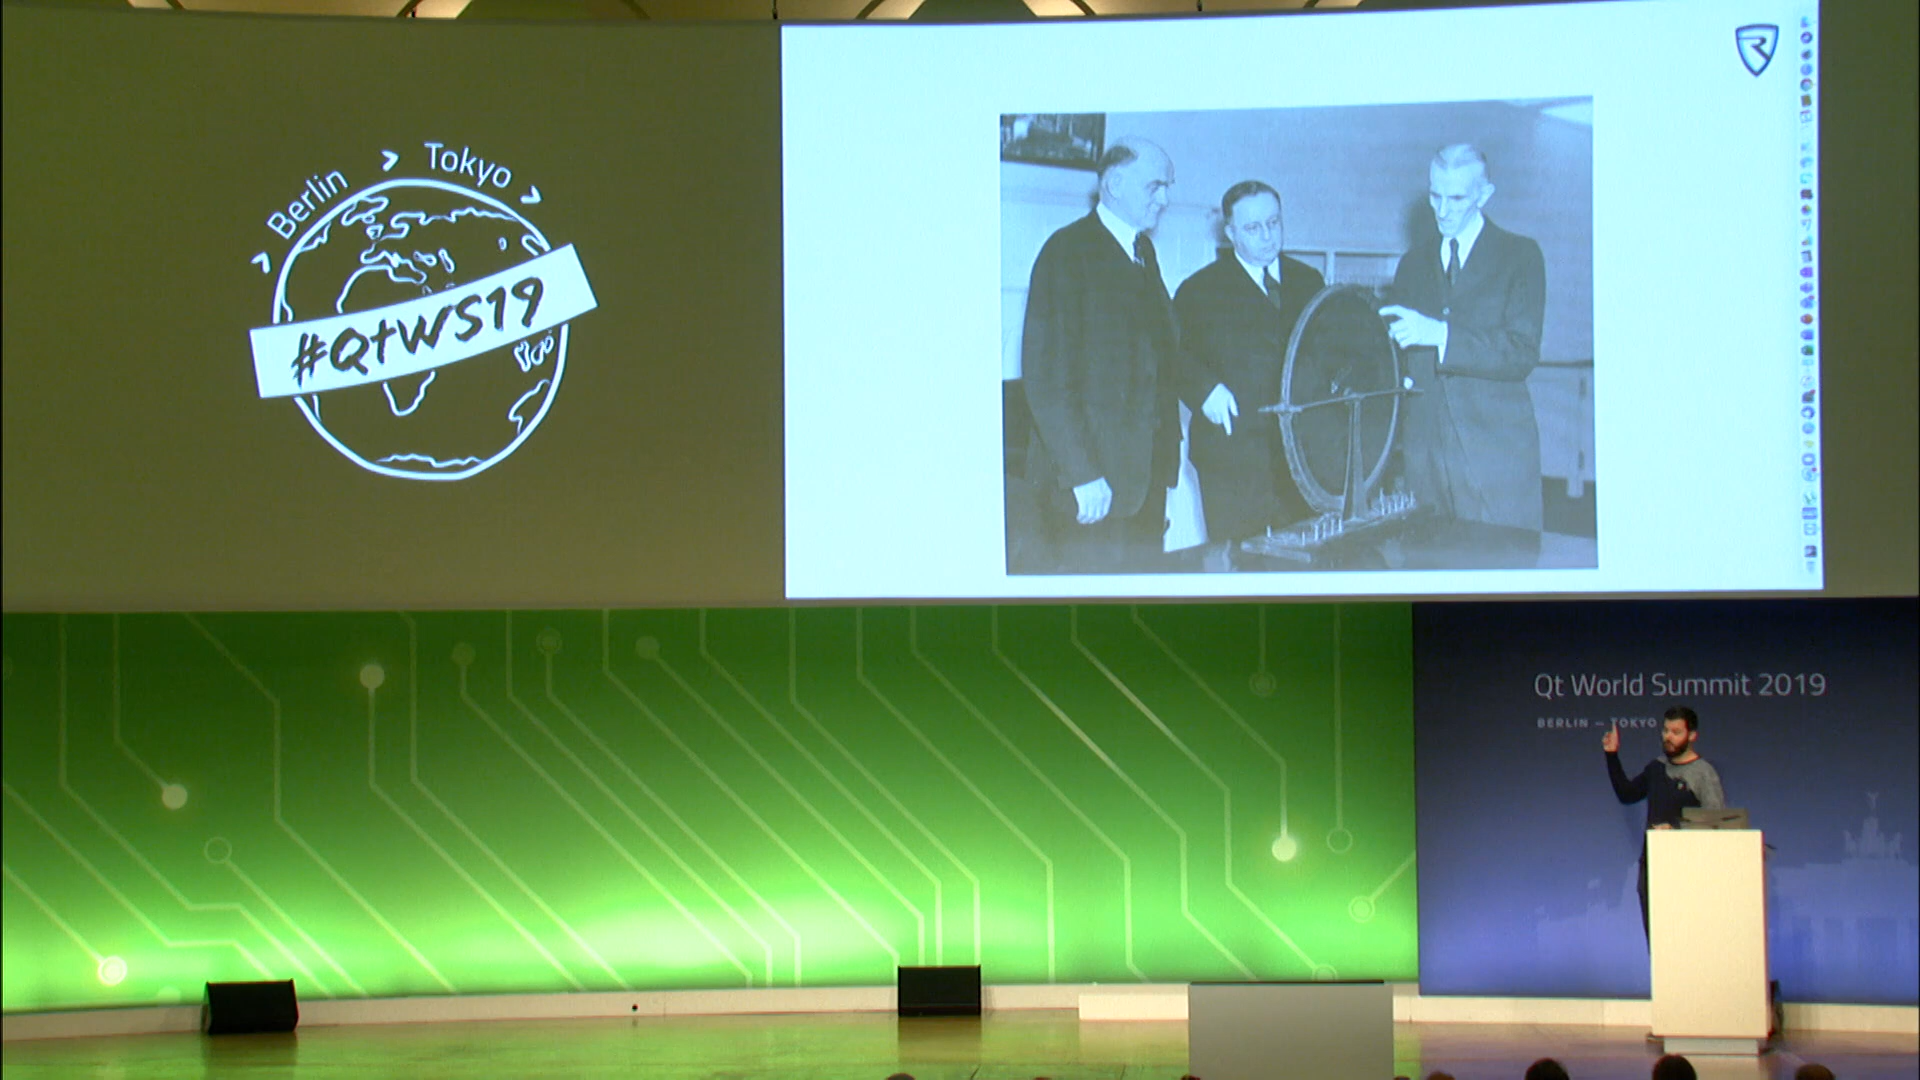 Berlin > Tokyo >
#QtWS19
Qt World Summit 2019
BERLIN – TOKYO